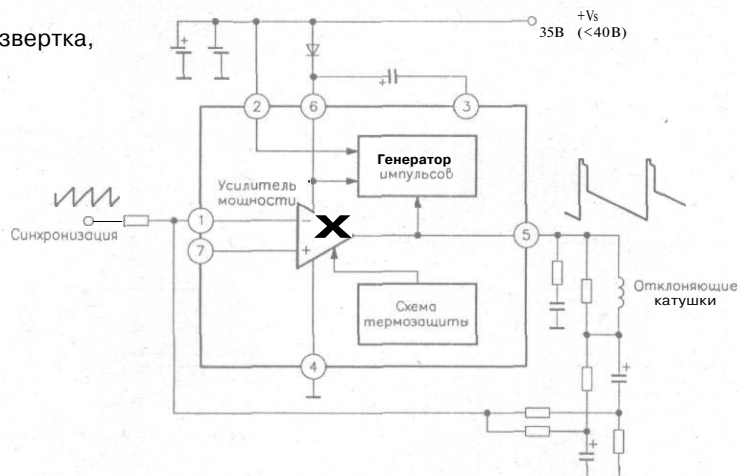 звертка,
+Vs
35В (<40В)
2
6
3
Генератор
импульсов
Усилитель
мощности
Синхронизация
1
−
7
+
X
5
Отклоняющие
катушки
Схема
термозащиты
4